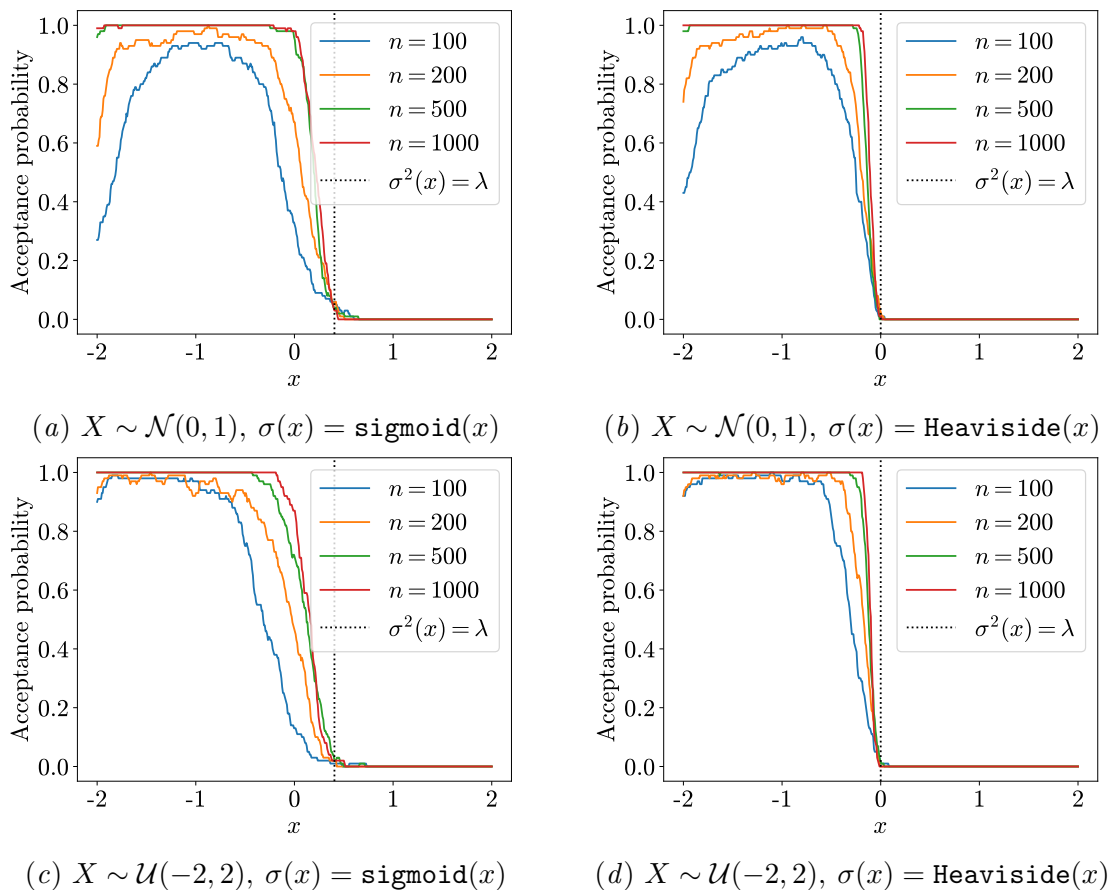 Acceptance probability
1.0
0.8
0.6
0.4
0.2
0.0
-2 -1 0 1 2
x
n = 100
n = 200
n = 500
n = 1000
σ²(x) = λ
(a) X ∼ 𝒩(0, 1), σ(x) = sigmoid(x)
Acceptance probability
1.0
0.8
0.6
0.4
0.2
0.0
-2 -1 0 1 2
x
n = 100
n = 200
n = 500
n = 1000
σ²(x) = λ
(b) X ∼ 𝒩(0, 1), σ(x) = Heaviside(x)
Acceptance probability
1.0
0.8
0.6
0.4
0.2
0.0
-2 -1 0 1 2
x
n = 100
n = 200
n = 500
n = 1000
σ²(x) = λ
(c) X ∼ 𝒰(−2, 2), σ(x) = sigmoid(x)
Acceptance probability
1.0
0.8
0.6
0.4
0.2
0.0
-2 -1 0 1 2
x
n = 100
n = 200
n = 500
n = 1000
σ²(x) = λ
(d) X ∼ 𝒰(−2, 2), σ(x) = Heaviside(x)